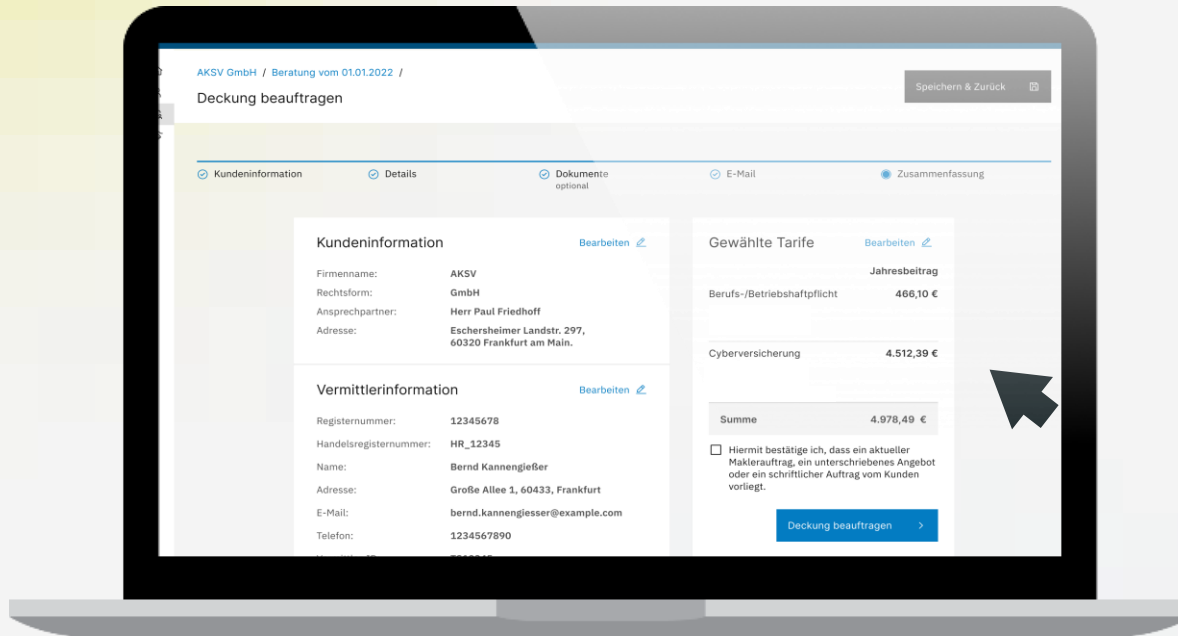 AKSV GmbH / Beratung vom 01.01.2022 /
Deckung beauftragen
Speichern & Zurück
Kundeninformation
Details
Dokumente
optional
E-Mail
Zusammenfassung
Kundeninformation
Bearbeiten
Firmenname: AKSV
Rechtsform: GmbH
Ansprechpartner: Herr Paul Friedhoff
Adresse: Eschersheimer Landstr. 297,
60320 Frankfurt am Main.
Vermittlerinformation
Bearbeiten
Registernummer: 12345678
Handelsregisternummer: HR_12345
Name: Bernd Kannengießer
Adresse: Große Allee 1, 60433, Frankfurt
E-Mail: bernd.kannengiesser@example.com
Telefon: 1234567890
Gewählte Tarife
Bearbeiten
Jahresbeitrag
Berufs-/Betriebshaftpflicht 466,10 €
Cyberversicherung 4.512,39 €
Summe 4.978,49 €
Hiermit bestätige ich, dass ein aktueller
Maklerauftrag, ein unterschriebenes Angebot
oder ein schriftlicher Auftrag vom Kunden
vorliegt.
Deckung beauftragen